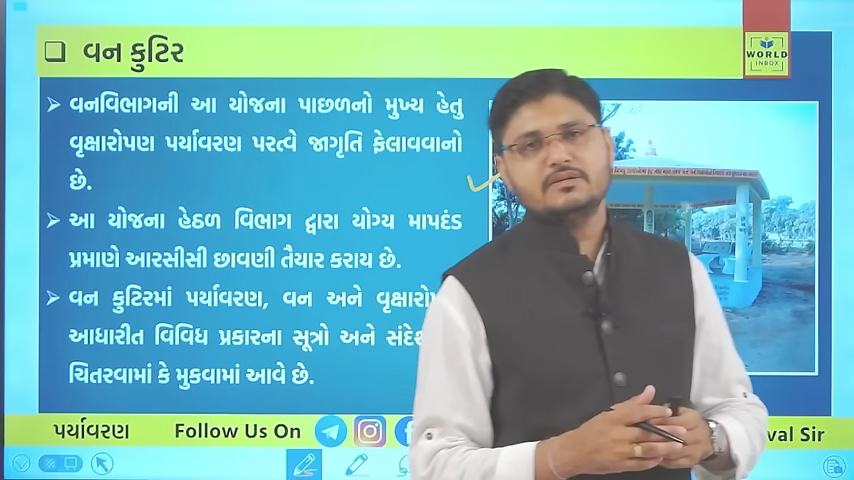 ❑ વન કુટિર
WORLD
INBOX
➢ વનવિભાગની આ યોજના પાછળનો મુખ્ય હેતુ
વૃક્ષારોપણ પર્યાવરણ પરત્વે જાગૃતિ ફેલાવવાનો
છે.
➢ આ યોજના હેઠળ વિભાગ દ્વારા યોગ્ય માપદંડ
પ્રમાણે આરસીસી છાવણી તૈયાર કરાય છે.
➢ વન કુટિરમાં પર્યાવરણ, વન અને
આધારીત વિવિધ પ્રકારના સૂત્રો અને
ચિતરવામાં કે મુકવામાં આવે છે.
પર્યાવરણ Follow Us On Sir